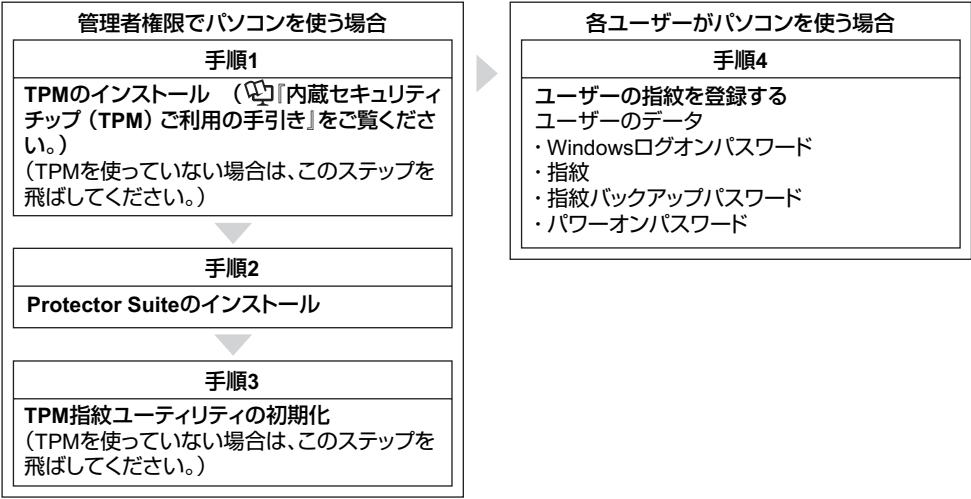 管理者権限でパソコンを使う場合
手順1
TPMのインストール （『内蔵セキュリティ
チップ（TPM）ご利用の手引き』をご覧くださ
い。）
（TPMを使っていない場合は、このステップを
飛ばしてください。）
手順2
Protector Suiteのインストール
手順3
TPM指紋ユーティリティの初期化
（TPMを使っていない場合は、このステップを
飛ばしてください。）
各ユーザーがパソコンを使う場合
手順4
ユーザーの指紋を登録する
ユーザーのデータ
・Windowsログオンパスワード
・指紋
・指紋バックアップパスワード
・パワーオンパスワード